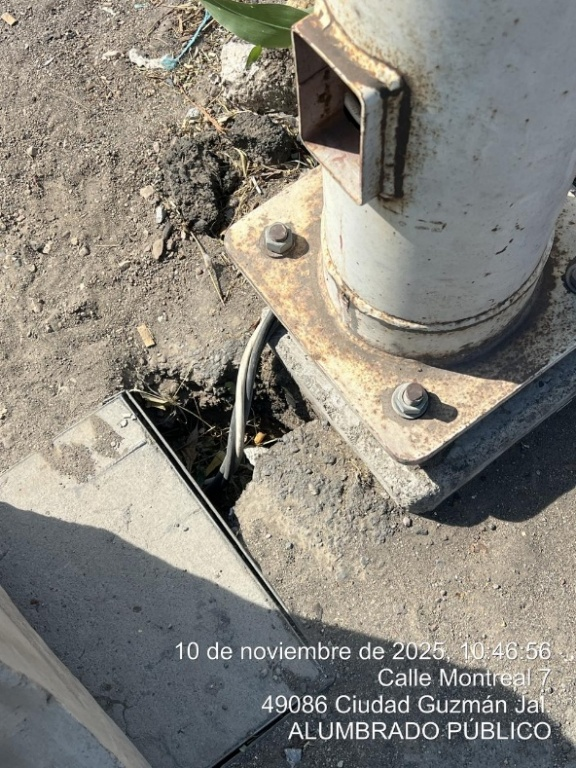 10 de noviembre de 2025, 10:46:56
Calle Montreal 7
49086 Ciudad Guzmán Jal.
ALUMBRADO PÚBLICO